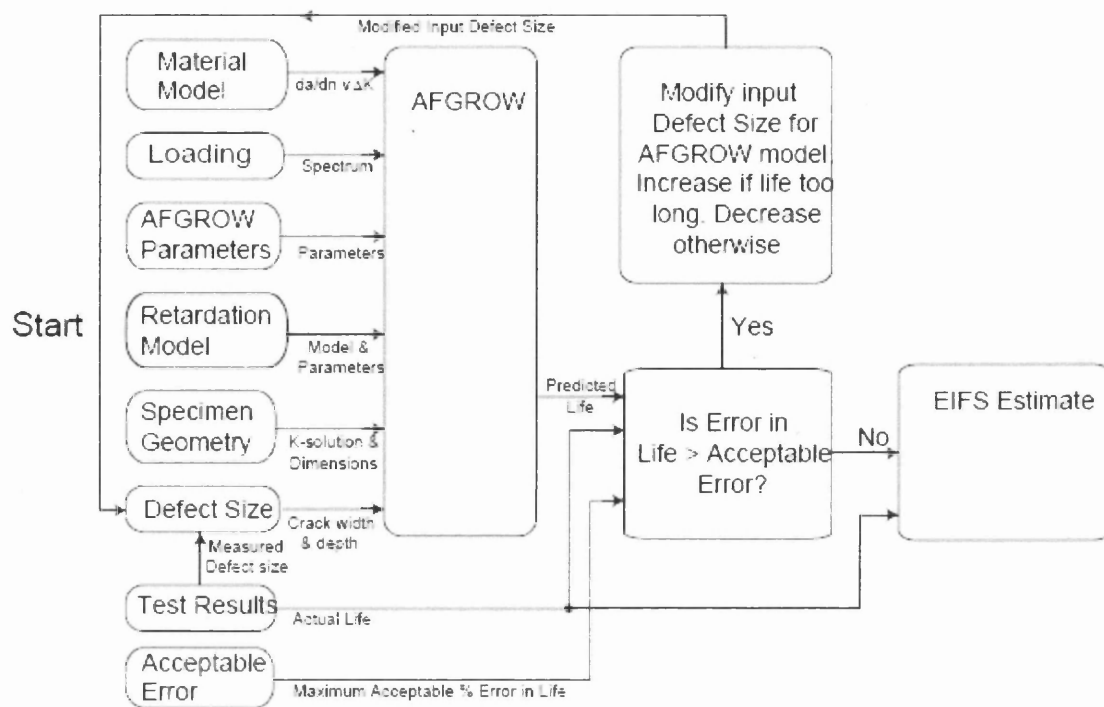 Modified Input Defect Size
Material
Model
da/dn v ΔK
AFGROW
Loading
Spectrum
AFGROW
Parameters
Parameters
Start
Retardation
Model
Model &
Parameters
Specimen
Geometry
K-solution &
Dimensions
Defect Size
Crack width
& depth
Measured
Defect size
Test Results
Actual Life
Acceptable
Error
Maximum Acceptable % Error in Life
Predicted
Life
Modify input
Defect Size for
AFGROW model
Increase if life too
long. Decrease
otherwise
Yes
Is Error in
Life > Acceptable
Error?
No
EIFS Estimate